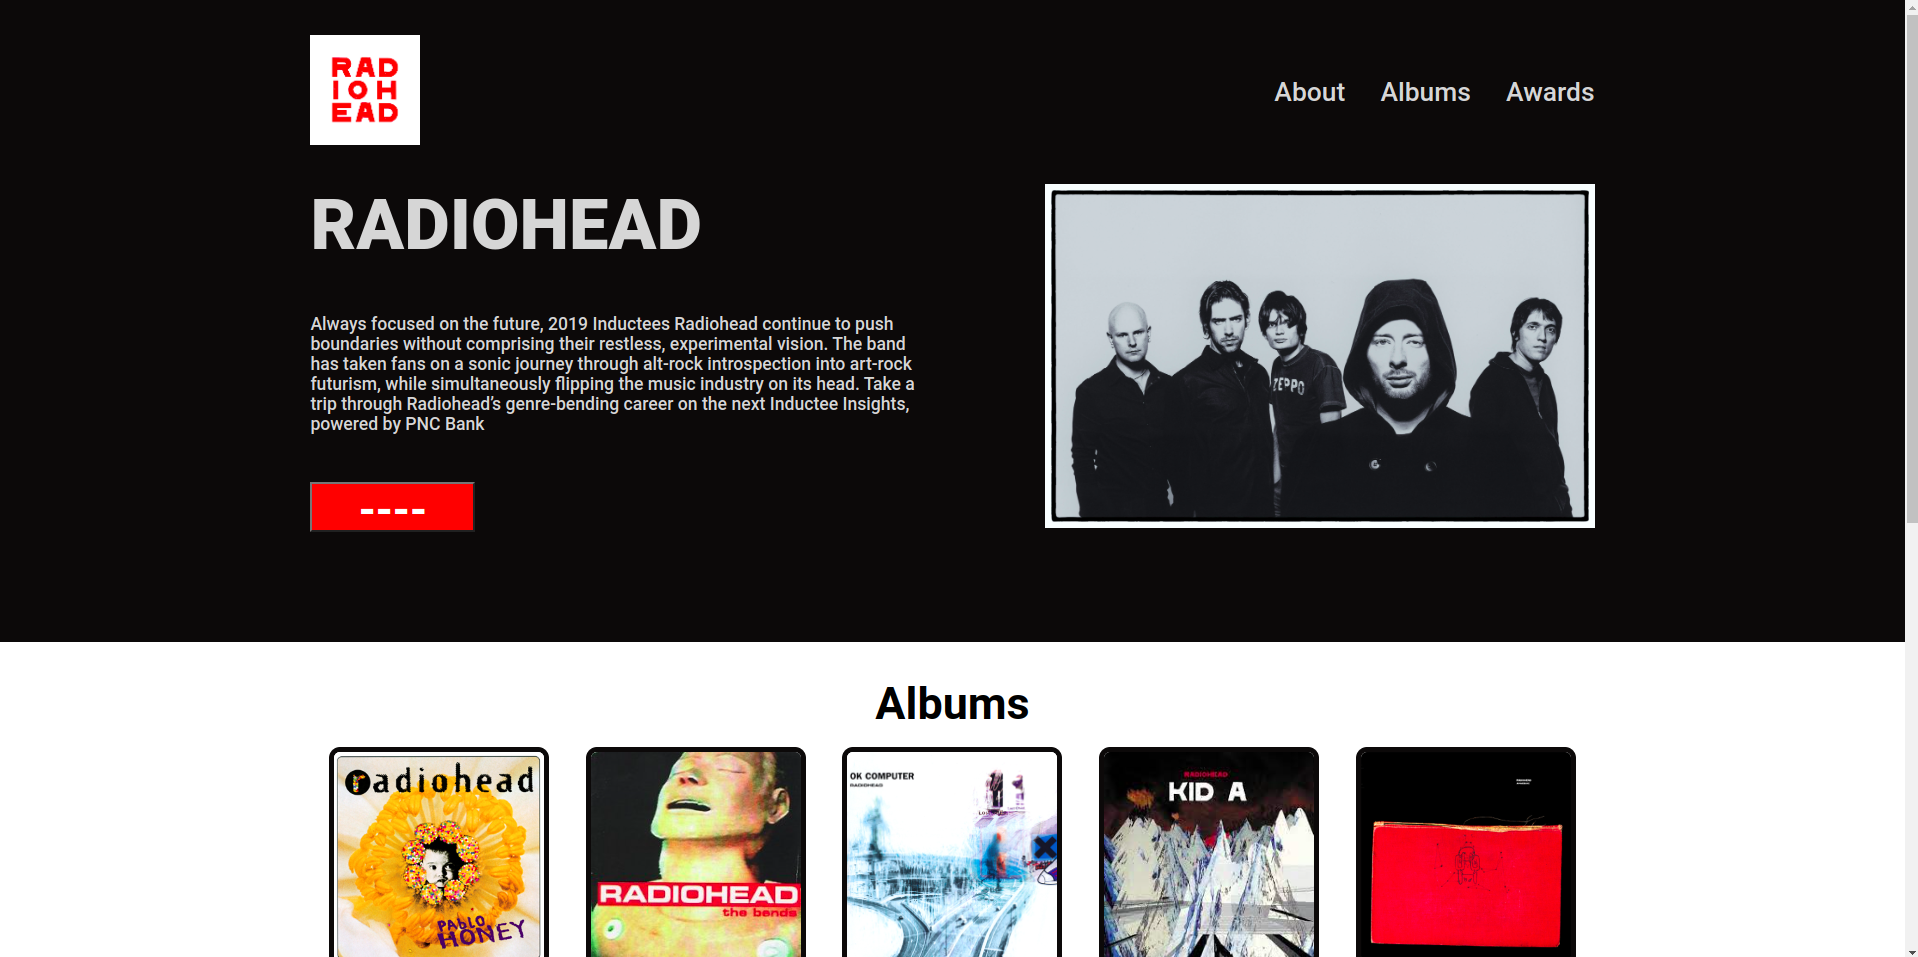 RAD
IOH
EAD
About Albums Awards
RADIOHEAD
Always focused on the future, 2019 Inductees Radiohead continue to push
boundaries without comprising their restless, experimental vision. The band
has taken fans on a sonic journey through alt-rock introspection into art-rock
futurism, while simultaneously flipping the music industry on its head. Take a
trip through Radiohead’s genre-bending career on the next Inductee Insights,
powered by PNC Bank
ZEPPO
----
Albums
radiohead
PABLO
HONEY
RADIOHEAD
the bends
OK COMPUTER
RADIOHEAD
RADIOHEAD
KID A